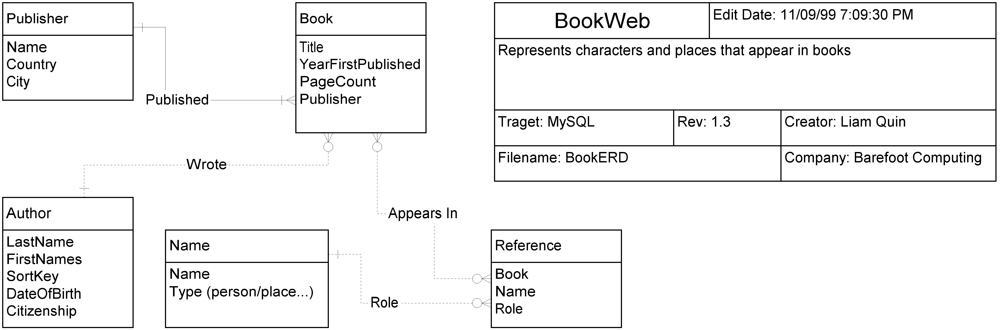 Publisher
Name
Country
City
Published
Book
Title
YearFirstPublished
PageCount
Publisher
BookWeb
Edit Date: 11/09/99 7:09:30 PM
Represents characters and places that appear in books
Traget: MySQL
Rev: 1.3
Creator: Liam Quin
Filename: BookERD
Company: Barefoot Computing
Wrote
Appears In
Author
LastName
FirstNames
SortKey
DateOfBirth
Citizenship
Name
Name
Type (person/place...)
Role
Reference
Book
Name
Role